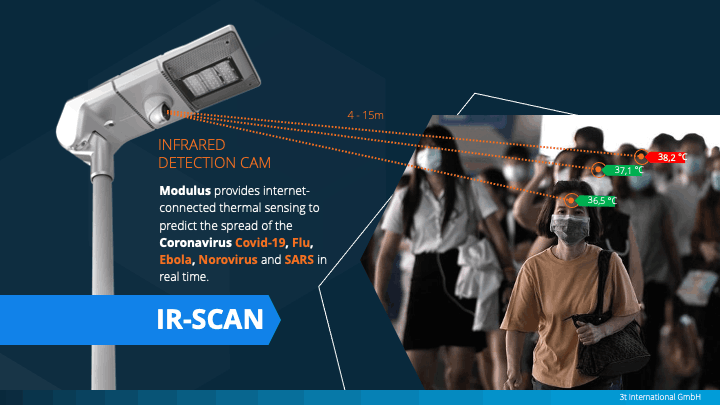 4 - 15m
INFRARED
DETECTION CAM
Modulus provides internet-
connected thermal sensing to
predict the spread of the
Coronavirus Covid-19, Flu,
Ebola, Norovirus and SARS in
real time.
IR-SCAN
38,2 °C
37,1 °C
36,5 °C
3t International GmbH